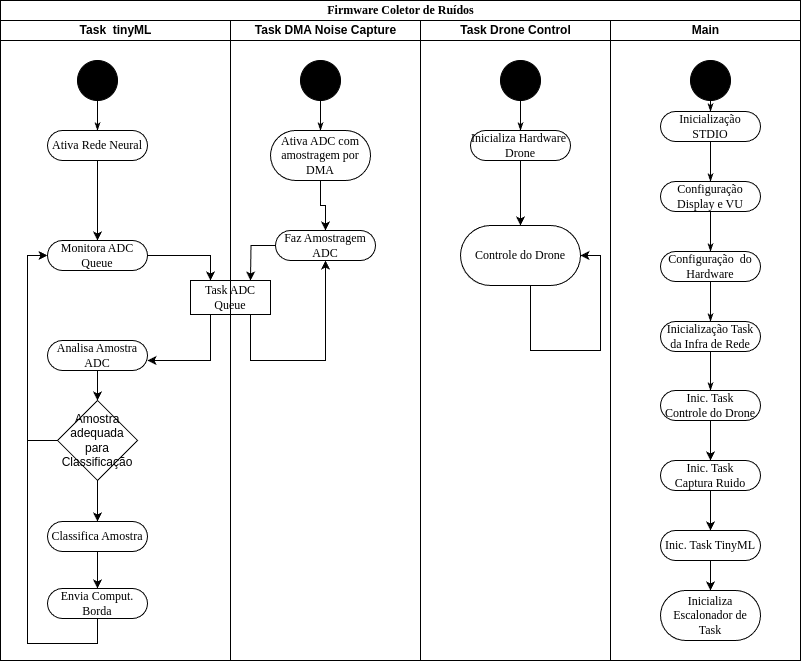 Firmware Coletor de Ruídos
Task  tinyML
Task DMA Noise Capture
Task Drone Control
Main
Ativa Rede Neural
Monitora ADC
Queue
Task ADC
Queue
Analisa Amostra
ADC
Amostra
adequada
para
Classificação
Classifica Amostra
Envia Comput.
Borda
Ativa ADC com
amostragem por
DMA
Faz Amostragem
ADC
Inicializa Hardware
Drone
Controle do Drone
Inicialização
STDIO
Configuração
Display e VU
Configuração  do
Hardware
Inicialização Task
da Infra de Rede
Inic. Task
Controle do Drone
Inic. Task
Captura Ruido
Inic. Task TinyML
Inicializa
Escalonador de
Task